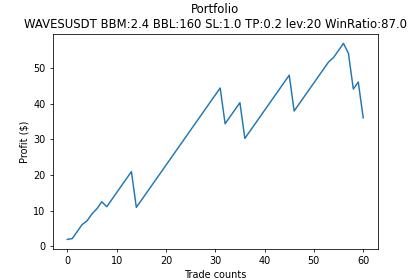 Portfolio
WAVESUSDT BBM:2.4 BBL:160 SL:1.0 TP:0.2 lev:20 WinRatio:87.0
Profit ($)
50
40
30
20
10
0
0 10 20 30 40 50 60
Trade counts